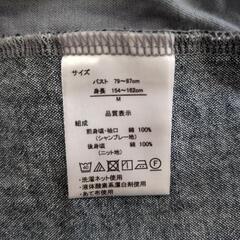 サイズ
バスト 79～87cm
身長 154～162cm
M
品質表示
組成
前身頃・袖口 綿 100%
(シャンブレー地)
後身頃 綿 100%
(ニット地)
・洗濯ネット使用
・液体酸素系漂白剤使用
・あて布使用